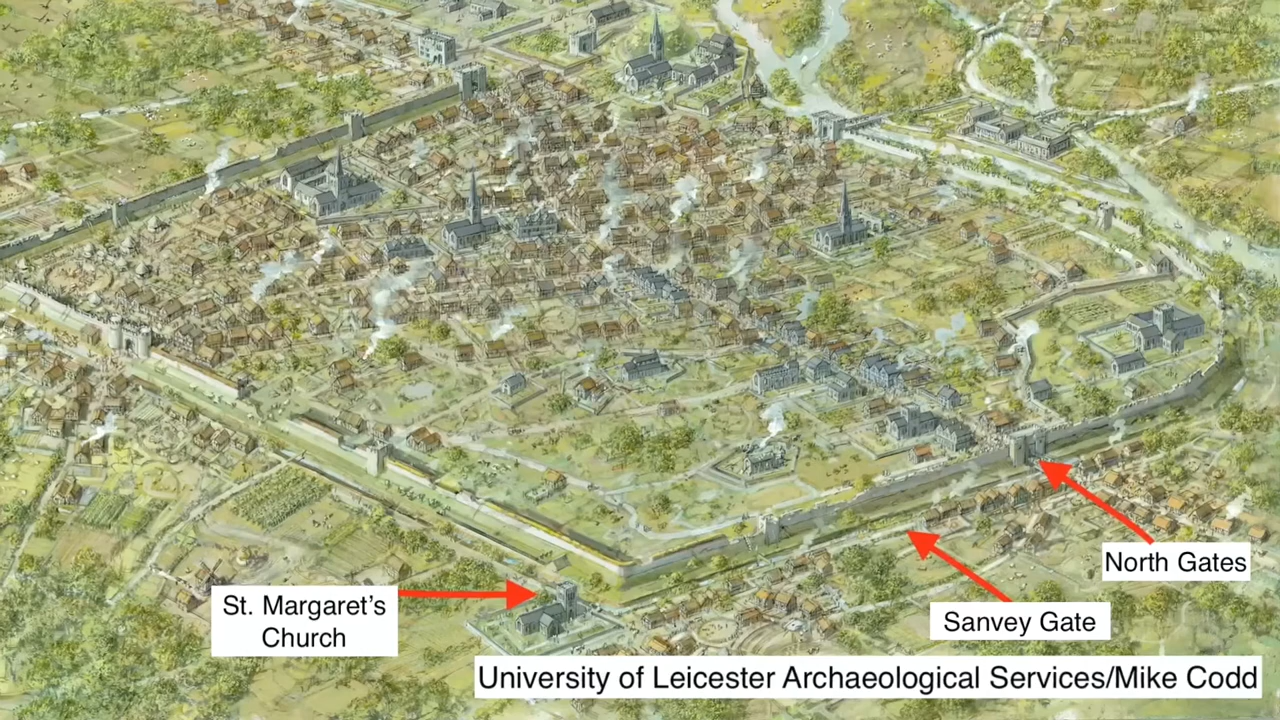 North Gates
St. Margaret's
Church
Sanvey Gate
University of Leicester Archaeological Services/Mike Codd